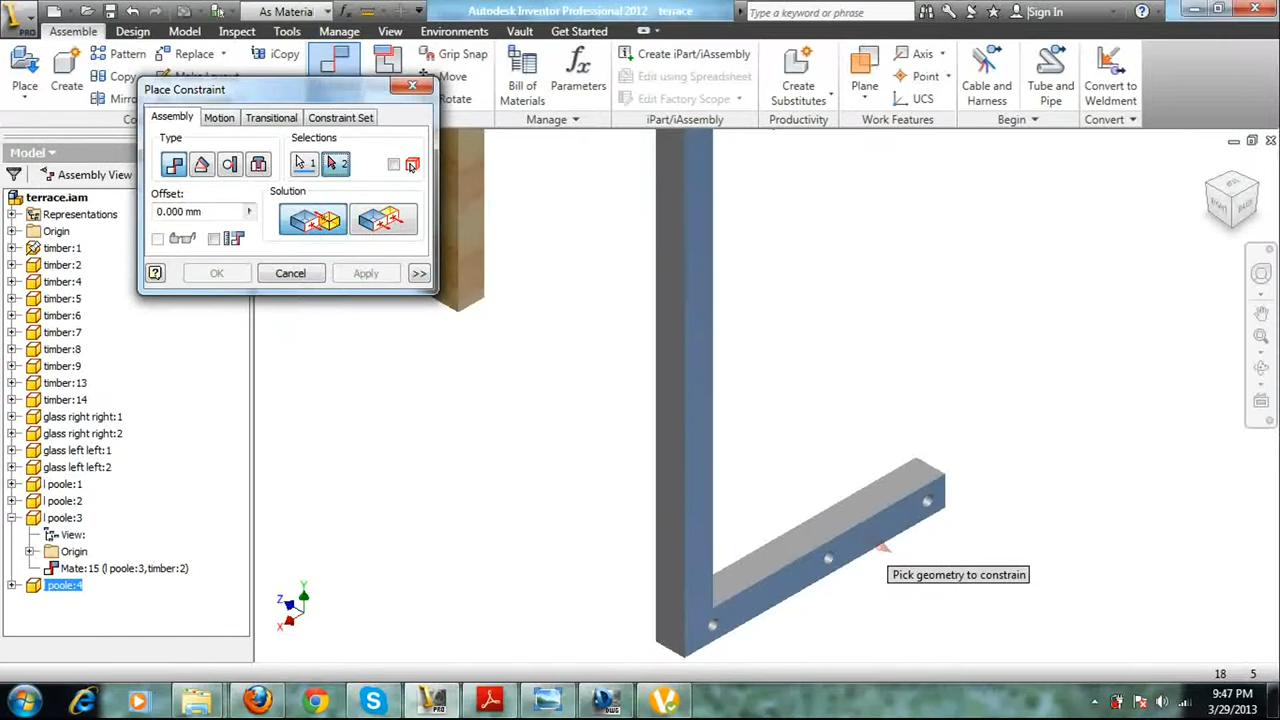 As Material
Autodesk Inventor Professional 2012 terrace
Type a keyword or phrase
Sign In
PRO
Assemble Design Model Inspect Tools Manage View Environments Vault Get Started
Place
Create
Pattern
Copy
Mirr
Replace
iCopy
Grip Snap
Move
Rotate
Bill of
Materials
Parameters
Create iPart/iAssembly
Edit using Spreadsheet
Edit Factory Scope
Create
Substitutes
Plane
Axis
Point
UCS
Cable and
Harness
Tube and
Pipe
Convert to
Weldment
Manage
iPart/iAssembly
Productivity
Work Features
Begin
Convert
Place Constraint
Assembly Motion Transitional Constraint Set
Type
Selections
1
2
Offset:
0.000 mm
Solution
OK
Cancel
Apply
>>
Model
Assembly View
terrace.iam
Representations
Origin
timber:1
timber:2
timber:4
timber:5
timber:6
timber:7
timber:8
timber:9
timber:13
timber:14
glass right right:1
glass right right:2
glass left left:1
glass left left:2
l poole:1
l poole:2
l poole:3
View:
Origin
Mate:15 (l poole:3,timber:2)
l poole:4
Pick geometry to constrain
Y
Z
X
18 5
PRO
DWG
9:47 PM
3/29/2013